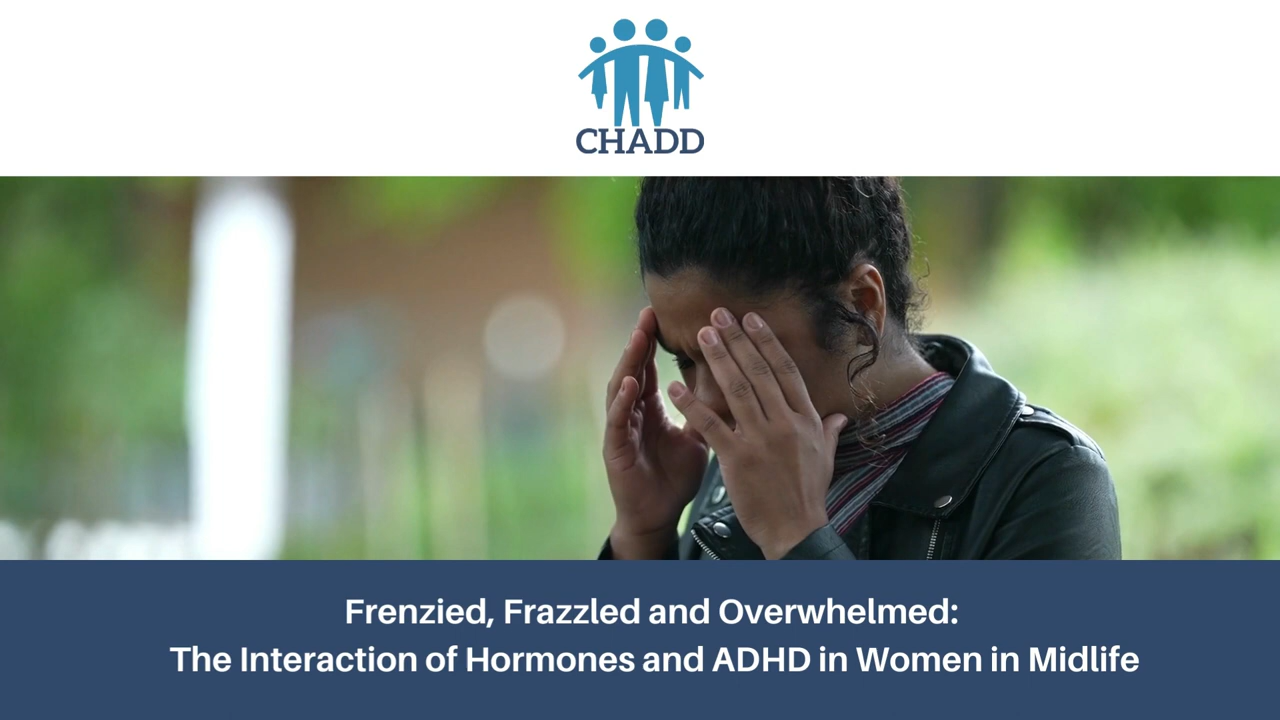 CHADD
Frenzied, Frazzled and Overwhelmed:
The Interaction of Hormones and ADHD in Women in Midlife